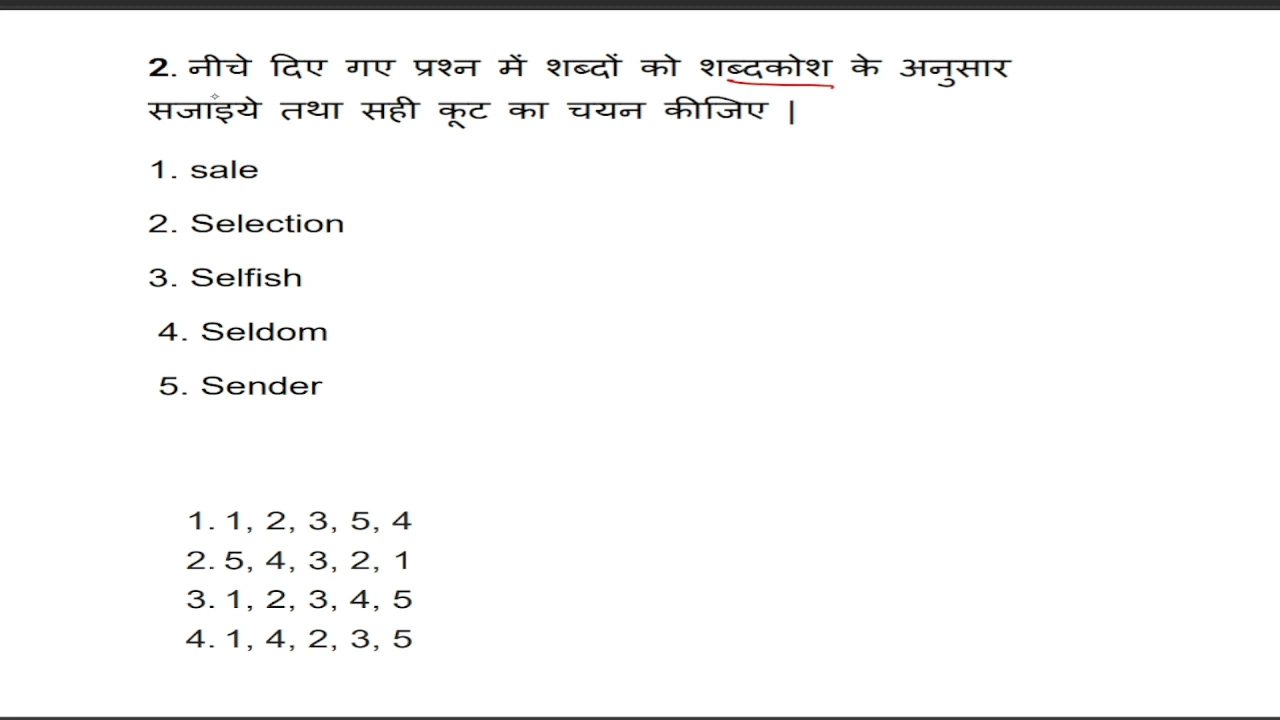 2. नीचे दिए गए प्रश्न में शब्दों को शब्दकोश के अनुसार
सजाइये तथा सही कूट का चयन कीजिए |
1. sale
2. Selection
3. Selfish
4. Seldom
5. Sender
1. 1, 2, 3, 5, 4
2. 5, 4, 3, 2, 1
3. 1, 2, 3, 4, 5
4. 1, 4, 2, 3, 5